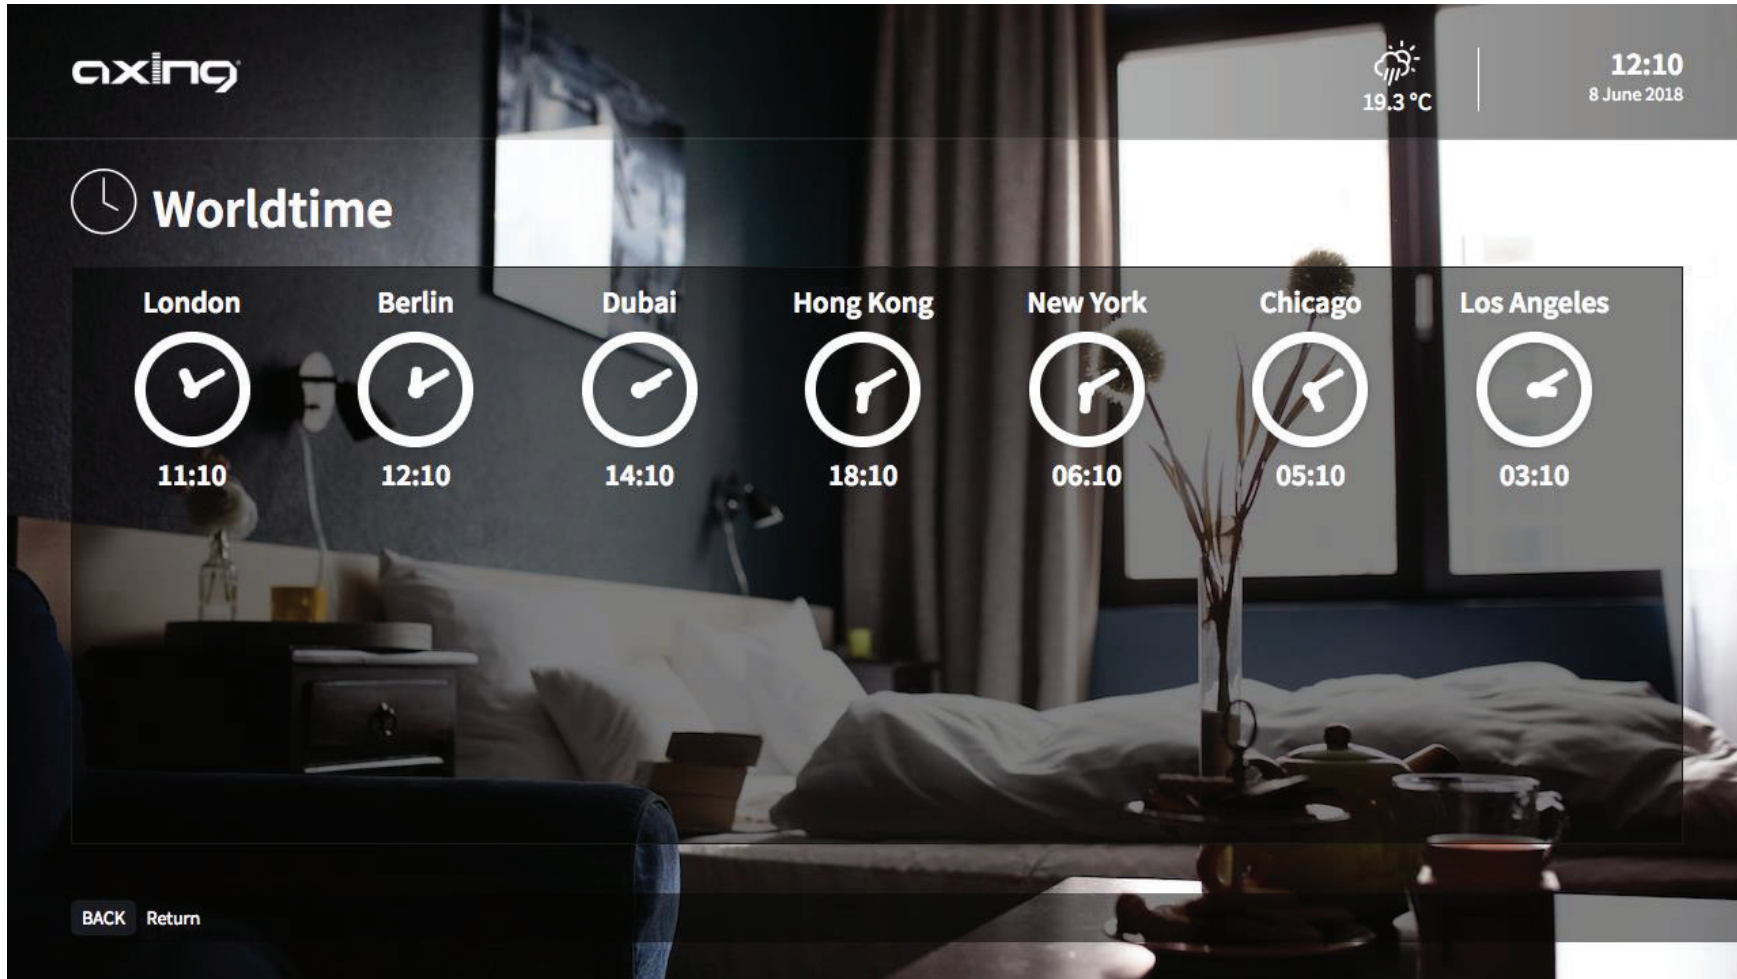 axing
19.3 °C
12:10
8 June 2018
Worldtime
London
Berlin
Dubai
Hong Kong
New York
Chicago
Los Angeles
11:10
12:10
14:10
18:10
06:10
05:10
03:10
BACK Return